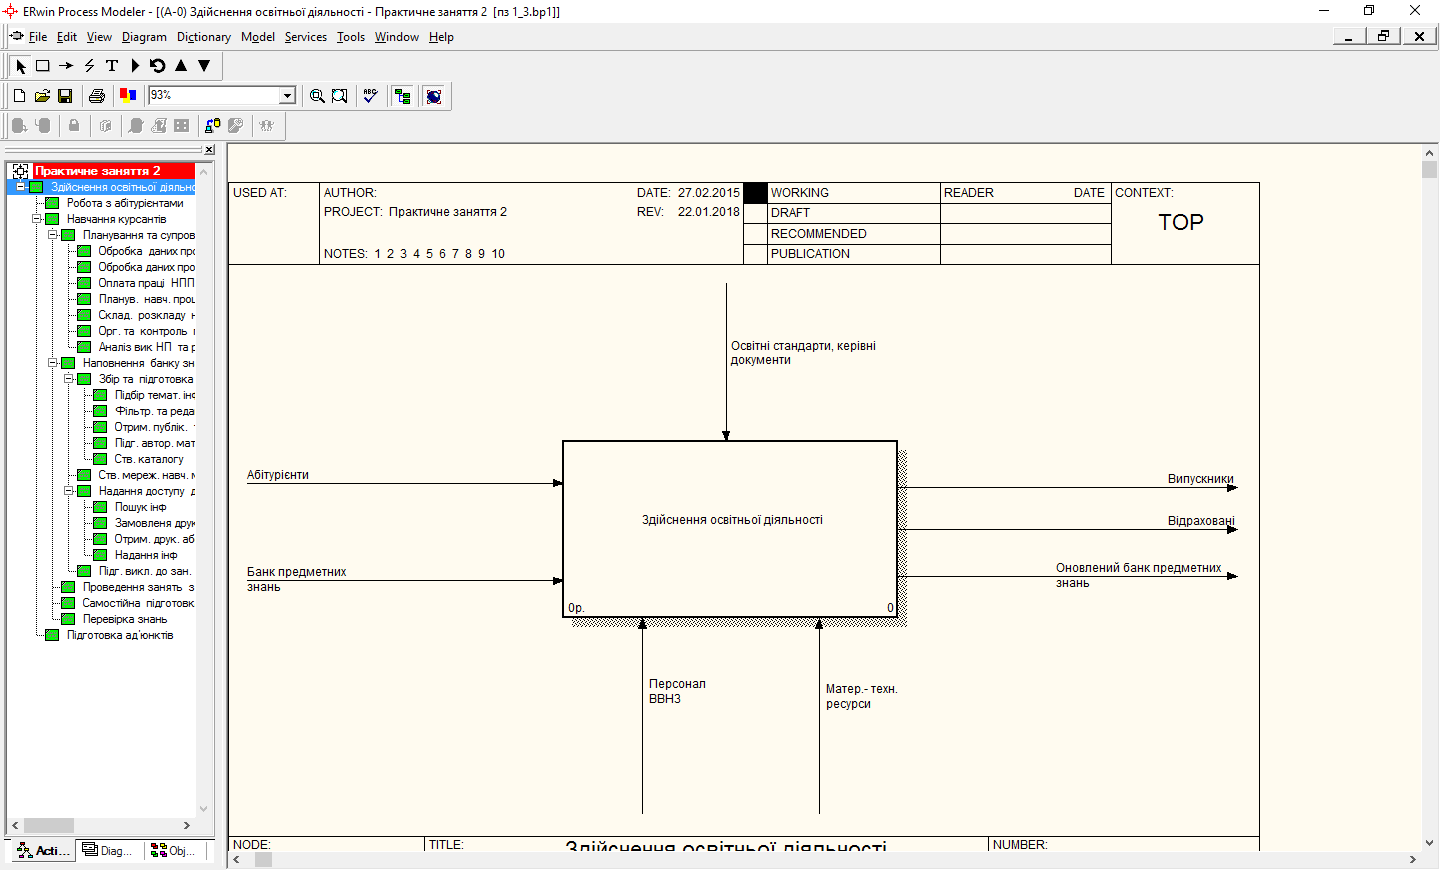 ERwin Process Modeler - [(A-0) Здійснення освітньої діяльності - Практичне заняття 2 [пз 1_3.bp1]]
File Edit View Diagram Dictionary Model Services Tools Window Help
93%
ABC
Практичне заняття 2
Здійснення освітньої діяльно
Робота з абітурієнтами
Навчання курсантів
Планування та супров
Обробка даних про
Обробка даних про
Оплата праці НПП
Планув. навч. проц
Склад. розкладу н
Орг. та контроль
Аналіз вик НП та р
Наповнення банку зн
Збір та підготовка
Підбір темат. інф
Фільтр. та реда
Отрим. публік.
Підг. автор. мат
Ств. каталогу
Ств. мереж. навч. м
Надання доступу д
Пошук інф
Замовленя друк
Отрим. друк. аб
Надання інф
Підг. викл. до зан.
Проведення занять з
Самостійна підготовк
Перевірка знань
Підготовка ад'юнктів
Acti... Diag... Obj...
USED AT: AUTHOR: DATE: 27.02.2015 WORKING READER DATE CONTEXT:
PROJECT: Практичне заняття 2 REV: 22.01.2018 DRAFT
TOP
RECOMMENDED
NOTES: 1 2 3 4 5 6 7 8 9 10 PUBLICATION
Освітні стандарти, керівні
документи
Абітурієнти
Випускники
Здійснення освітньої діяльності
Відраховані
Банк предметних
знань
Оновлений банк предметних
знань
0р. 0
Персонал
ВВНЗ
Матер.- техн.
ресурси
NODE: TITLE: Здійснення освітньої діяльності NUMBER: